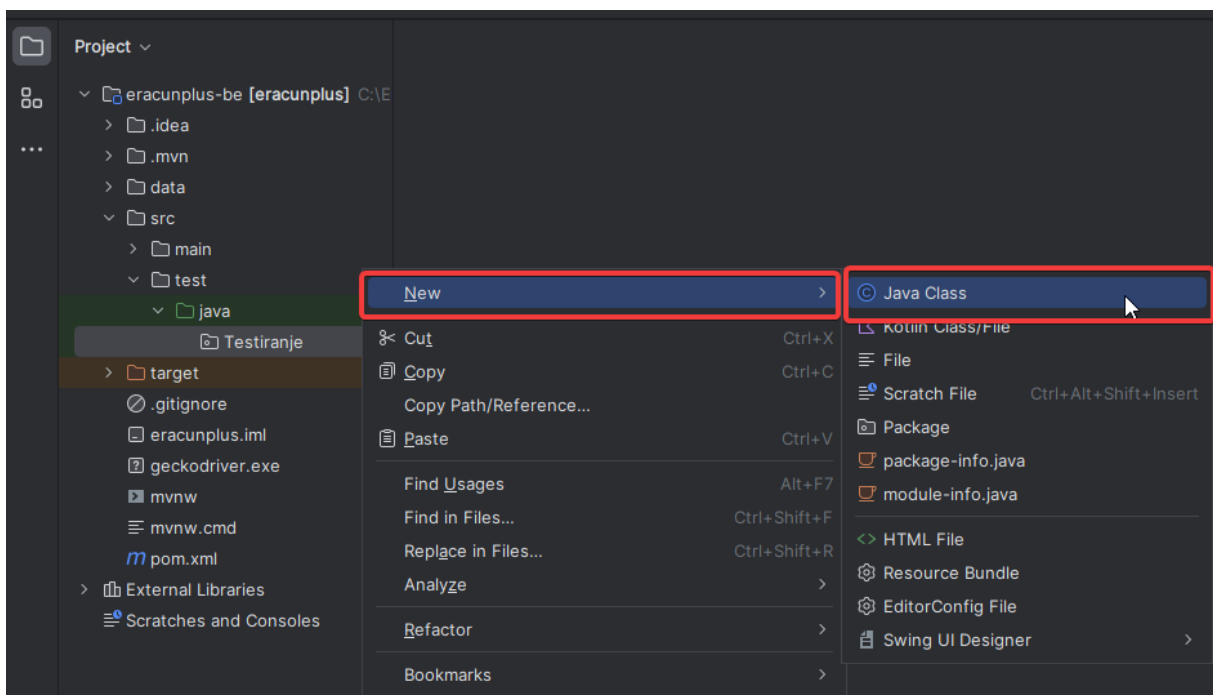 Project
eracunplus-be [eracunplus] C:\E
.idea
.mvn
data
src
main
test
java
Testiranje
target
.gitignore
eracunplus.iml
geckodriver.exe
mvnw
mvnw.cmd
pom.xml
External Libraries
Scratches and Consoles
New
Cut Ctrl+X
Copy Ctrl+C
Copy Path/Reference...
Paste Ctrl+V
Find Usages Alt+F7
Find in Files... Ctrl+Shift+F
Replace in Files... Ctrl+Shift+R
Analyze
Refactor
Bookmarks
Java Class
Kotlin Class/File
File
Scratch File Ctrl+Alt+Shift+Insert
Package
package-info.java
module-info.java
HTML File
Resource Bundle
EditorConfig File
Swing UI Designer